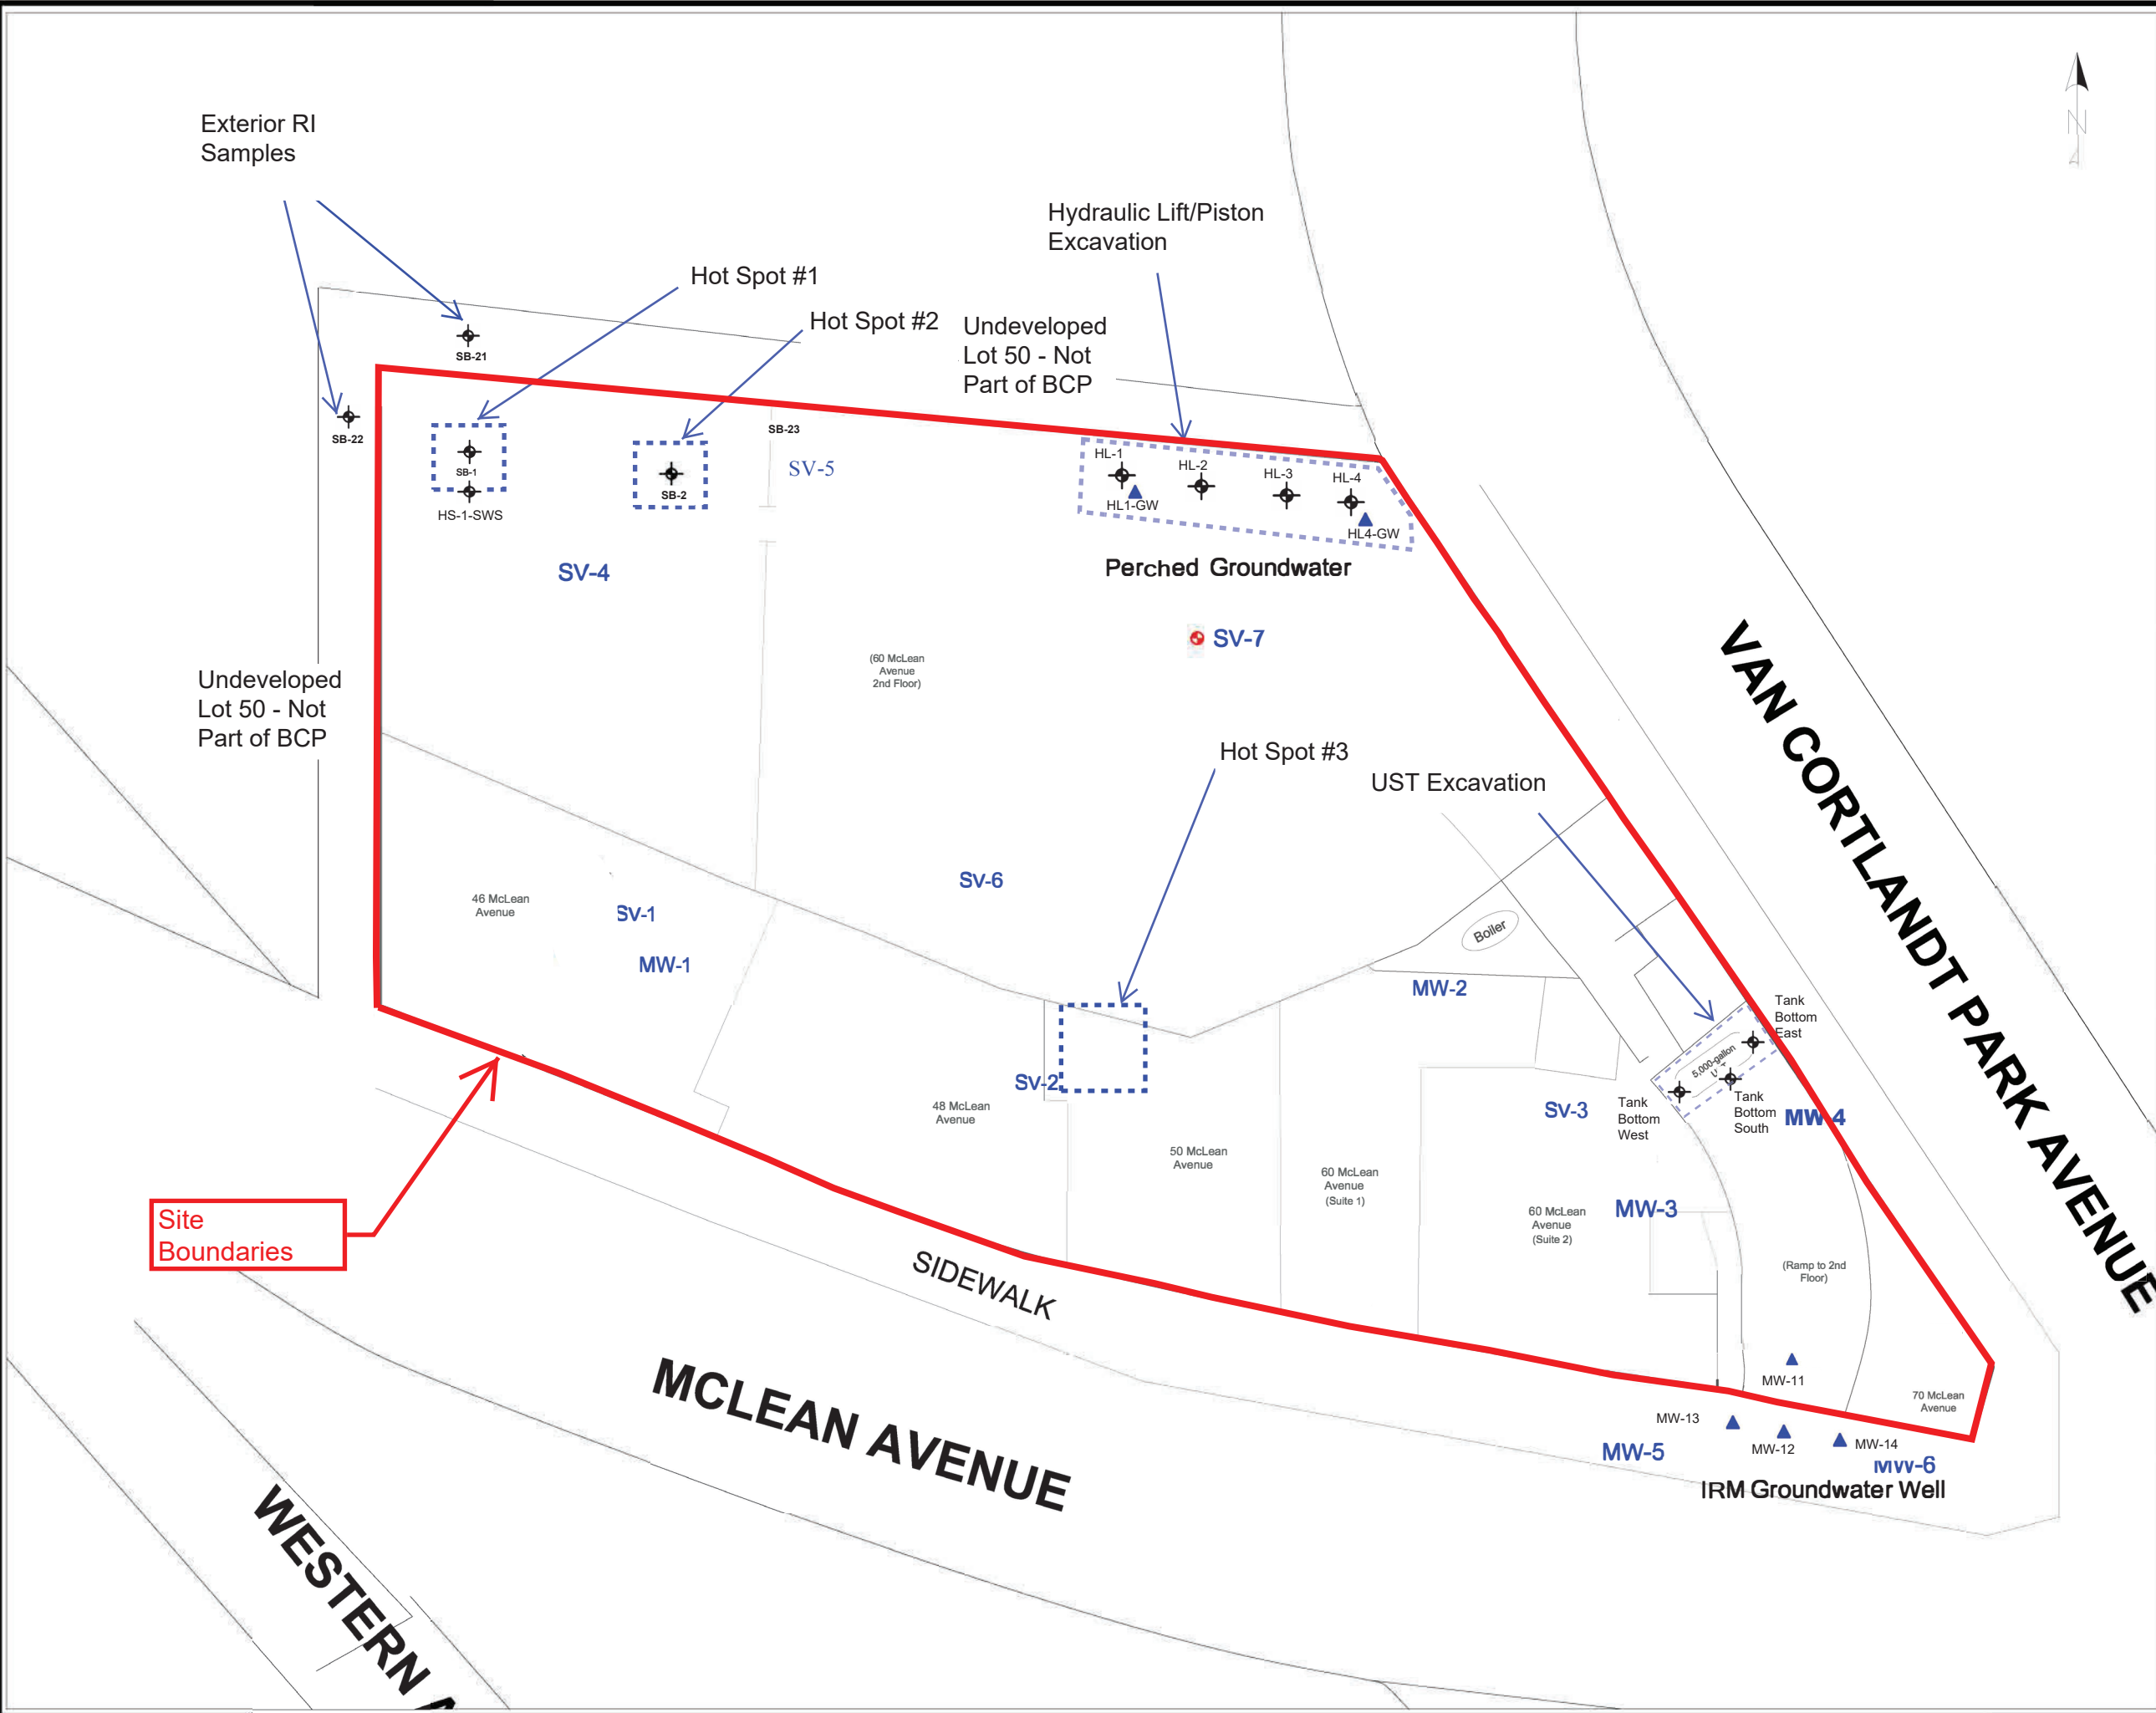 Exterior RI
Samples
N
Hydraulic Lift/Piston
Excavation
Hot Spot #1
Hot Spot #2
Undeveloped
Lot 50 - Not
Part of BCP
SB-21
SB-22
SB-23
SB-1
SB-2
HS-1-SWS
SV-5
HL-1
HL-2
HL-3
HL-4
HL1-GW
HL4-GW
Perched Groundwater
SV-4
SV-7
(60 McLean
Avenue
2nd Floor)
Undeveloped
Lot 50 - Not
Part of BCP
VAN CORTLANDT PARK AVENUE
Hot Spot #3
UST Excavation
SV-6
46 McLean
Avenue
SV-1
MW-1
Boiler
MW-2
Tank
Bottom
East
5,000-gallon
SV-2
48 McLean
Avenue
SV-3
Tank
Bottom
West
Tank
Bottom
South
MW-4
50 McLean
Avenue
60 McLean
Avenue
(Suite 1)
60 McLean
Avenue
(Suite 2)
MW-3
(Ramp to 2nd
Floor)
Site
Boundaries
SIDEWALK
MCLEAN AVENUE
MW-11
70 McLean
Avenue
MW-13
MW-12
MW-14
MW-5
MW-6
IRM Groundwater Well
WESTERN A